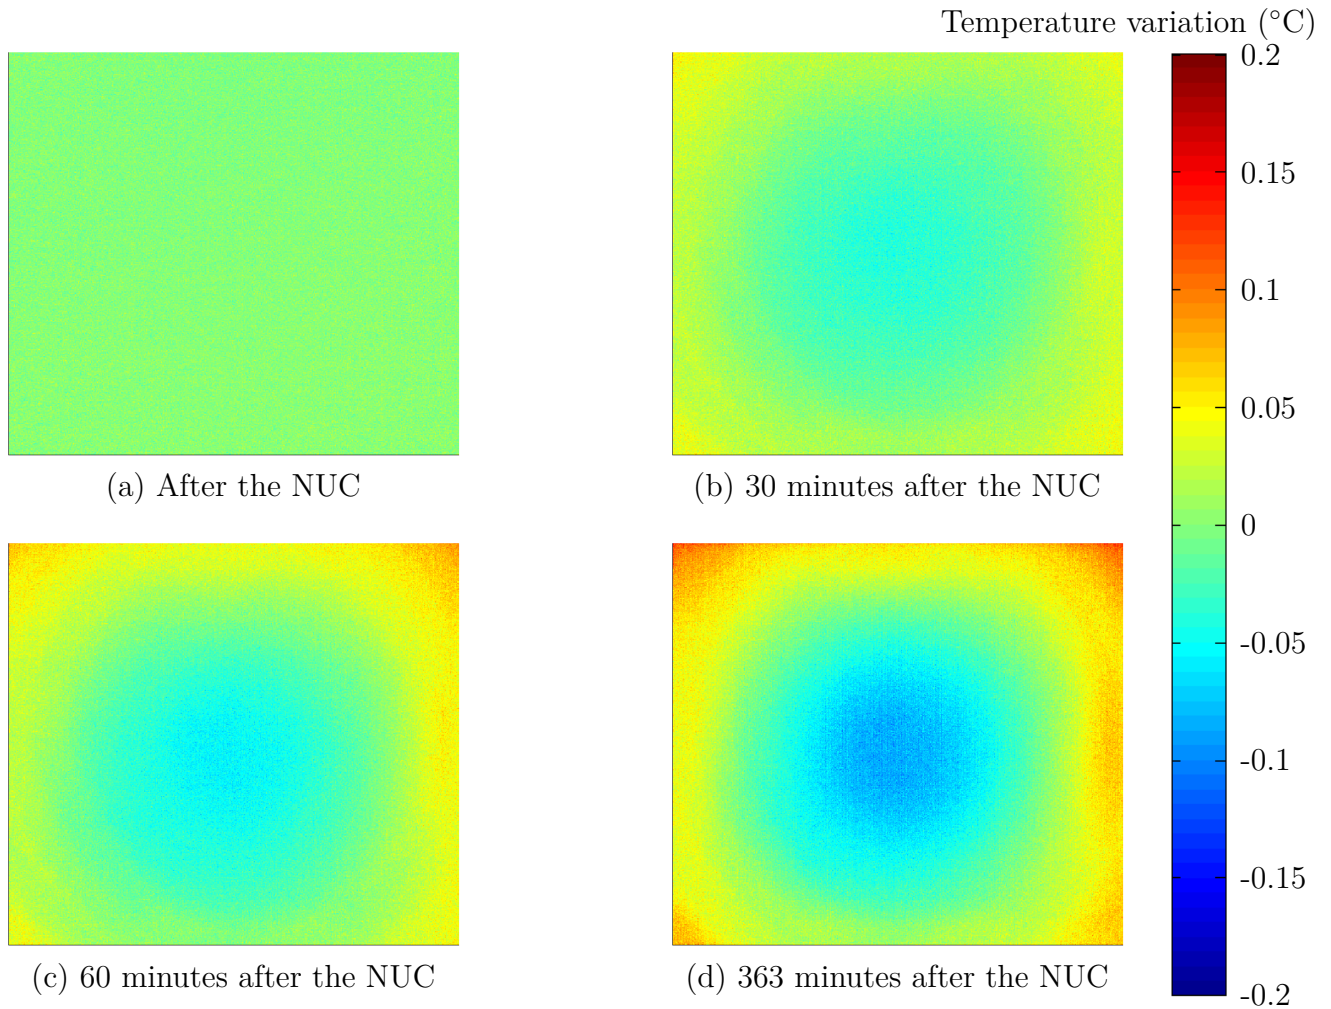 Temperature variation (°C)
0.2
0.15
0.1
0.05
0
-0.05
-0.1
-0.15
-0.2
(a) After the NUC
(b) 30 minutes after the NUC
(c) 60 minutes after the NUC
(d) 363 minutes after the NUC